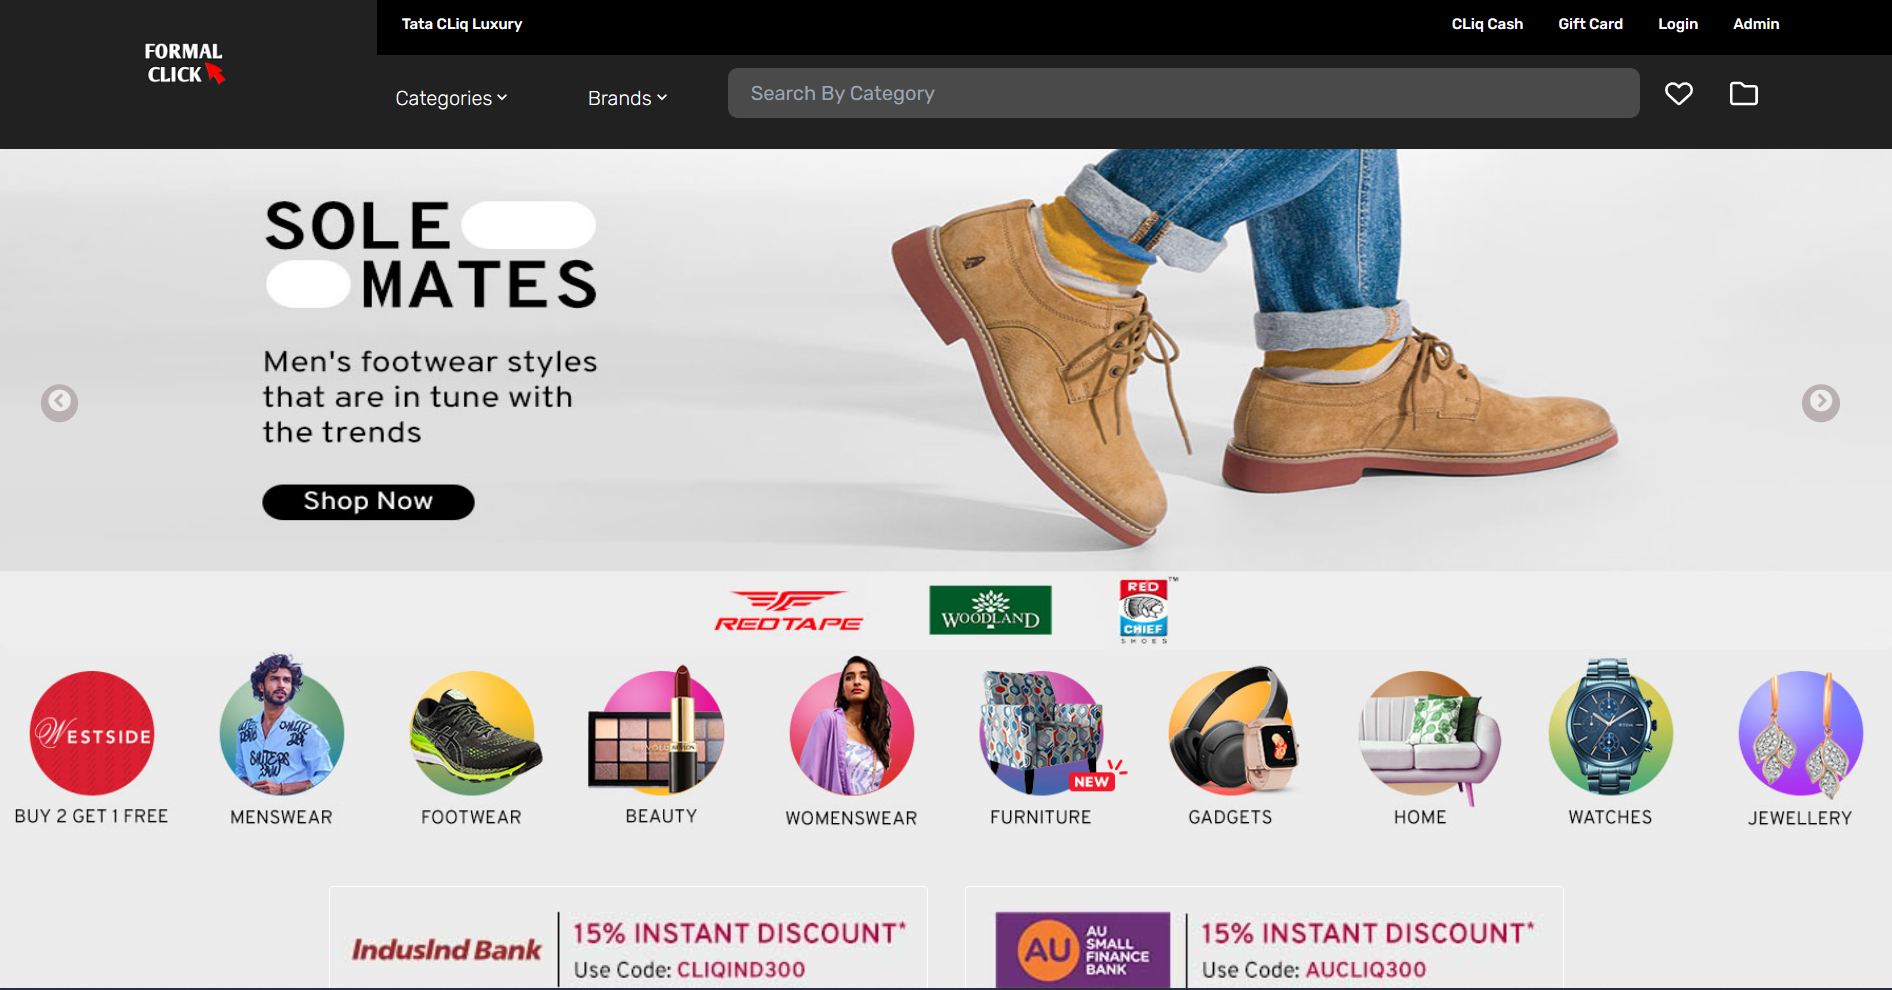 Tata CLiq Luxury
CLiq Cash Gift Card Login Admin
FORMAL
CLICK
Categories Brands Search By Category
SOLE
MATES
Men's footwear styles
that are in tune with
the trends
Shop Now
REDTAPE
WOODLAND
RED
CHIEF
SHOES
TM
WESTSIDE
NEW
BUY 2 GET 1 FREE
MENSWEAR
FOOTWEAR
BEAUTY
WOMENSWEAR
FURNITURE
GADGETS
HOME
WATCHES
JEWELLERY
IndusInd Bank
15% INSTANT DISCOUNT*
Use Code: CLIQIND300
AU
AU
SMALL
FINANCE
BANK
15% INSTANT DISCOUNT*
Use Code: AUCLIQ300